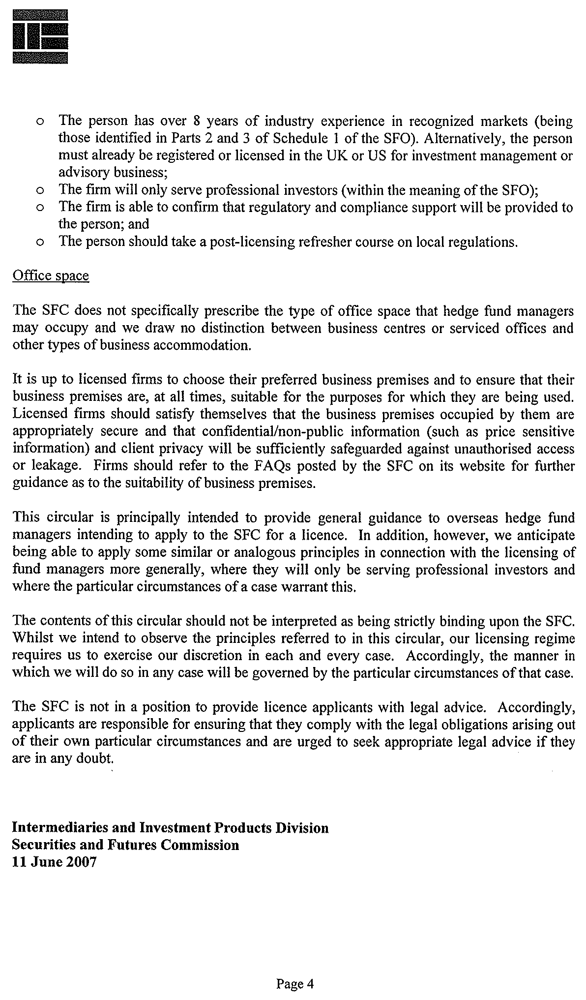 o The person has over 8 years of industry experience in recognized markets (being
those identified in Parts 2 and 3 of Schedule 1 of the SFO). Alternatively, the person
must already be registered or licensed in the UK or US for investment management or
advisory business;
o The firm will only serve professional investors (within the meaning of the SFO);
o The firm is able to confirm that regulatory and compliance support will be provided to
the person; and
o The person should take a post-licensing refresher course on local regulations.
Office space
The SFC does not specifically prescribe the type of office space that hedge fund managers
may occupy and we draw no distinction between business centres or serviced offices and
other types of business accommodation.
It is up to licensed firms to choose their preferred business premises and to ensure that their
business premises are, at all times, suitable for the purposes for which they are being used.
Licensed firms should satisfy themselves that the business premises occupied by them are
appropriately secure and that confidential/non-public information (such as price sensitive
information) and client privacy will be sufficiently safeguarded against unauthorised access
or leakage. Firms should refer to the FAQs posted by the SFC on its website for further
guidance as to the suitability of business premises.
This circular is principally intended to provide general guidance to overseas hedge fund
managers intending to apply to the SFC for a licence. In addition, however, we anticipate
being able to apply some similar or analogous principles in connection with the licensing of
fund managers more generally, where they will only be serving professional investors and
where the particular circumstances of a case warrant this.
The contents of this circular should not be interpreted as being strictly binding upon the SFC.
Whilst we intend to observe the principles referred to in this circular, our licensing regime
requires us to exercise our discretion in each and every case. Accordingly, the manner in
which we will do so in any case will be governed by the particular circumstances of that case.
The SFC is not in a position to provide licence applicants with legal advice. Accordingly,
applicants are responsible for ensuring that they comply with the legal obligations arising out
of their own particular circumstances and are urged to seek appropriate legal advice if they
are in any doubt.
Intermediaries and Investment Products Division
Securities and Futures Commission
11 June 2007
Page 4